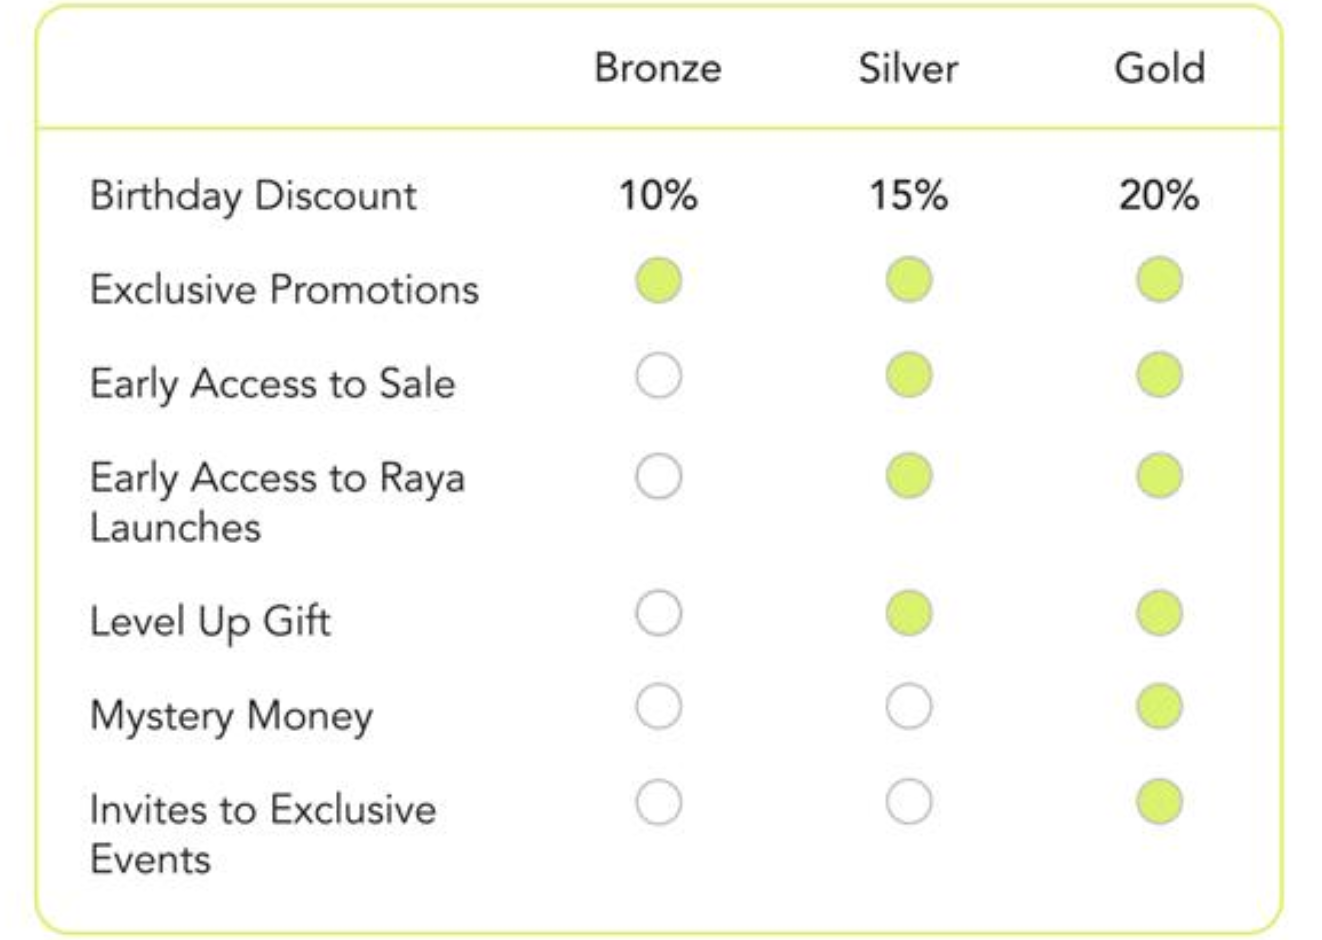 Bronze Silver Gold
Birthday Discount 10% 15% 20%
Exclusive Promotions
Early Access to Sale
Early Access to Raya
Launches
Level Up Gift
Mystery Money
Invites to Exclusive
Events